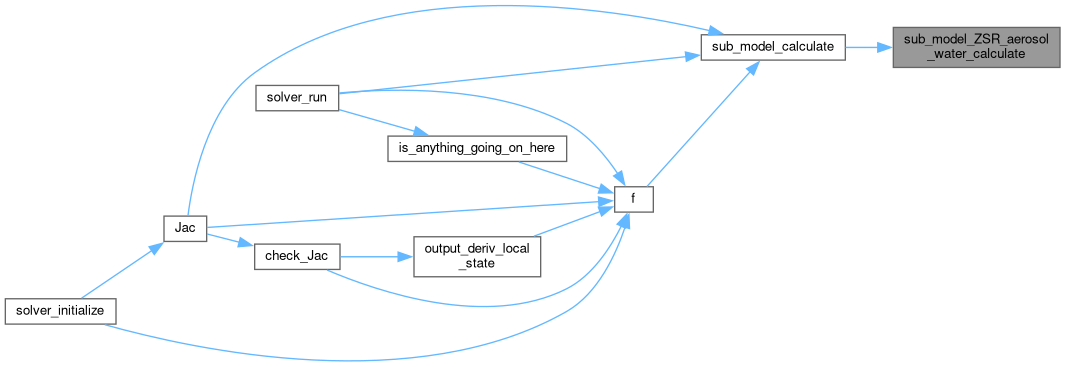 sub_model_ZSR_aerosol
_water_calculate
sub_model_calculate
solver_run
is_anything_going_on_here
f
Jac
output_deriv_local
_state
check_Jac
solver_initialize